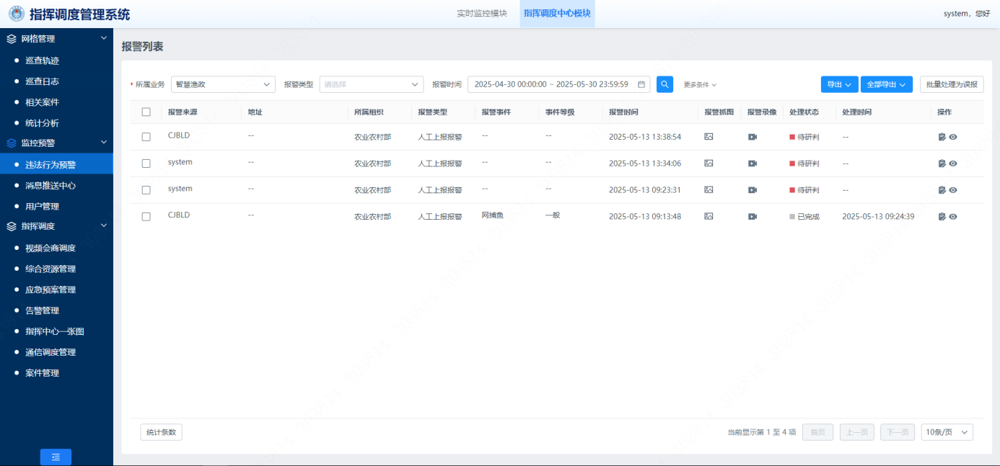 指挥调度管理系统 实时监控模块 指挥调度中心模块 system，您好
网格管理
巡查轨迹
巡查日志
相关案件
统计分析
监控预警
违法行为预警
消息推送中心
用户管理
指挥调度
视频会商调度
综合资源管理
应急预案管理
告警管理
指挥中心一张图
通信调度管理
案件管理
报警列表
* 所属业务 智慧渔政 报警类型 请选择 报警时间 2025-04-30 00:00:00 ~ 2025-05-30 23:59:59 更多条件 导出 全部导出 批量处理为误报
报警来源 地址 所属组织 报警类型 报警事件 事件等级 报警时间 报警抓图 报警录像 处理状态 处理时间 操作
CJBLD -- 农业农村部 人工上报报警 -- -- 2025-05-13 13:38:54 待研判 --
system -- 农业农村部 人工上报报警 -- -- 2025-05-13 13:34:06 待研判 --
system -- 农业农村部 人工上报报警 -- -- 2025-05-13 09:23:31 待研判 --
CJBLD -- 农业农村部 人工上报报警 网捕鱼 一般 2025-05-13 09:13:48 已完成 2025-05-13 09:24:39
统计条数 当前显示第 1 至 4 项 首页 上一页 下一页 10条/页
303814